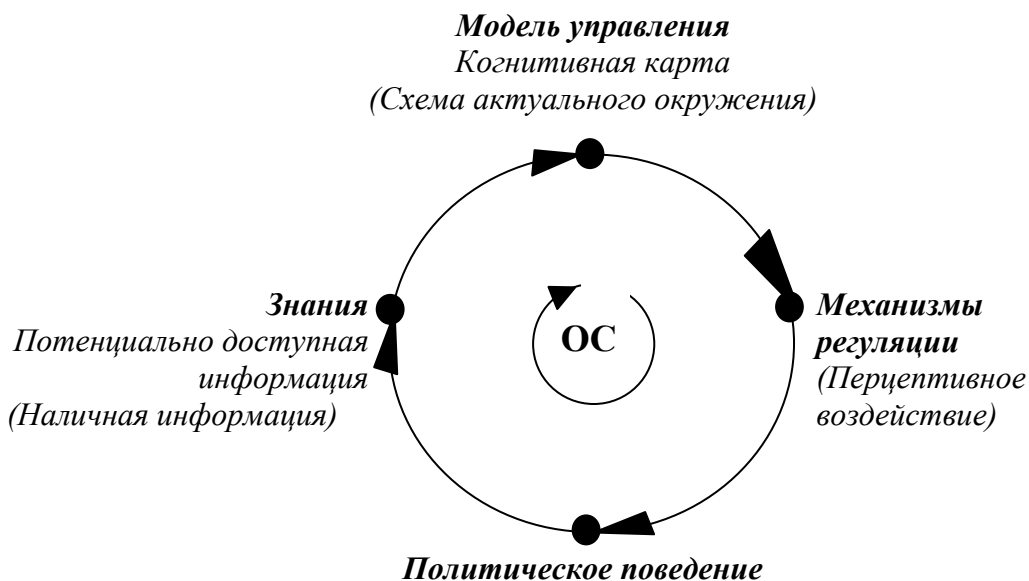 Модель управления
Когнитивная карта
(Схема актуального окружения)
Знания
Потенциально доступная
информация
(Наличная информация)
ОС
Механизмы
регуляции
(Перцептивное
воздействие)
Политическое поведение